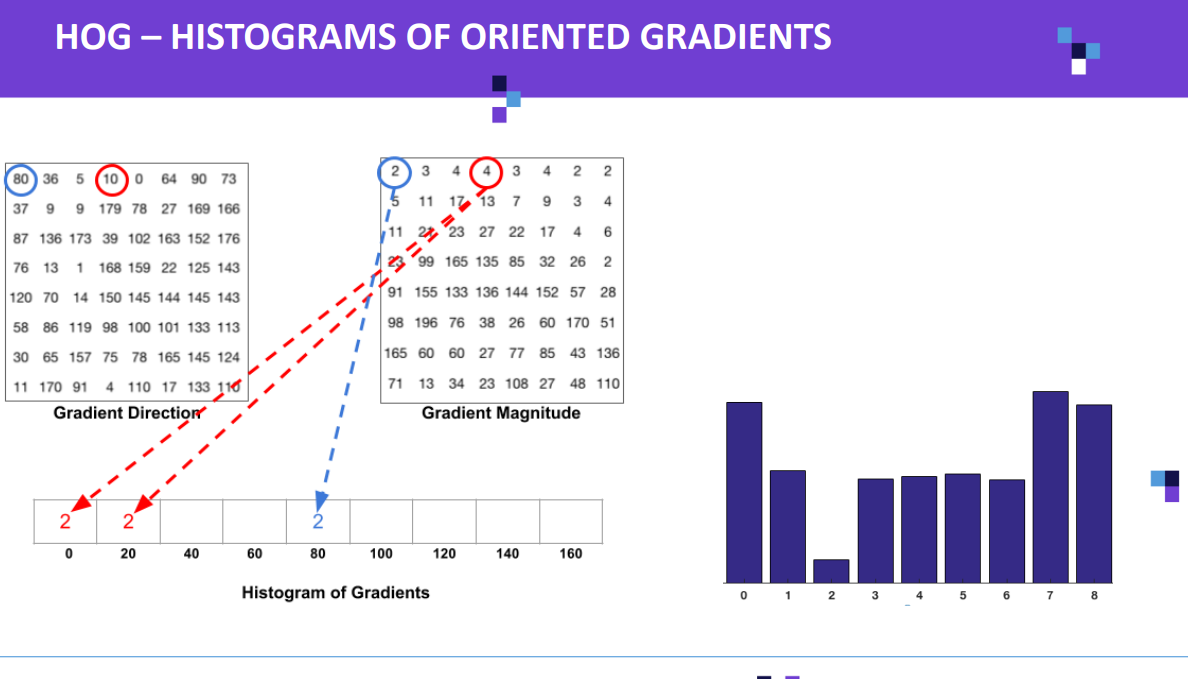 HOG – HISTOGRAMS OF ORIENTED GRADIENTS
80 36 5 10 0 64 90 73
37 9 9 179 78 27 169 166
87 136 173 39 102 163 152 176
76 13 1 168 159 22 125 143
120 70 14 150 145 144 145 143
58 86 119 98 100 101 133 113
30 65 157 75 78 165 145 124
11 170 91 4 110 17 133 110
Gradient Direction
2 3 4 4 3 4 2 2
5 11 17 13 7 9 3 4
11 21 23 27 22 17 4 6
23 99 165 135 85 32 26 2
91 155 133 136 144 152 57 28
98 196 76 38 26 60 170 51
165 60 60 27 77 85 43 136
71 13 34 23 108 27 48 110
Gradient Magnitude
2 2 2
0 20 40 60 80 100 120 140 160
Histogram of Gradients
0 1 2 3 4 5 6 7 8